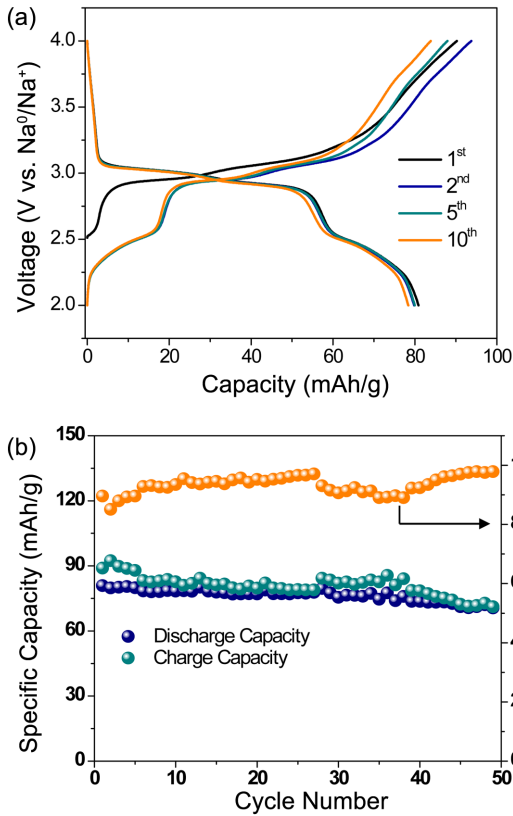 (a)
4.0
3.5
3.0
2.5
2.0
Voltage (V vs. Na⁰/Na⁺)
1ˢᵗ
2ⁿᵈ
5ᵗʰ
10ᵗʰ
0 20 40 60 80 100
Capacity (mAh/g)
(b)
150
120
90
60
30
0
Specific Capacity (mAh/g)
Discharge Capacity
Charge Capacity
0 10 20 30 40 50
Cycle Number